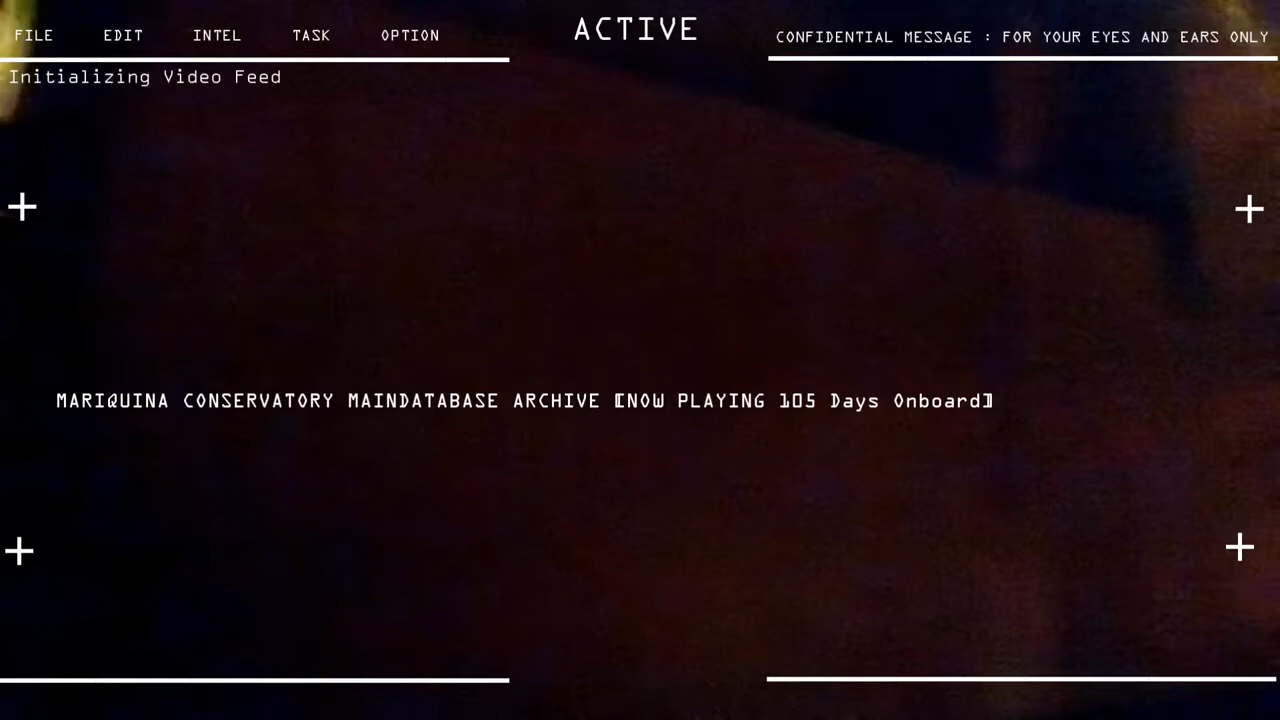 FILE EDIT INTEL TASK OPTION
ACTIVE
CONFIDENTIAL MESSAGE : FOR YOUR EYES AND EARS ONLY
Initializing Video Feed
MARIQUINA CONSERVATORY MAINDATABASE ARCHIVE [NOW PLAYING 105 Days Onboard]